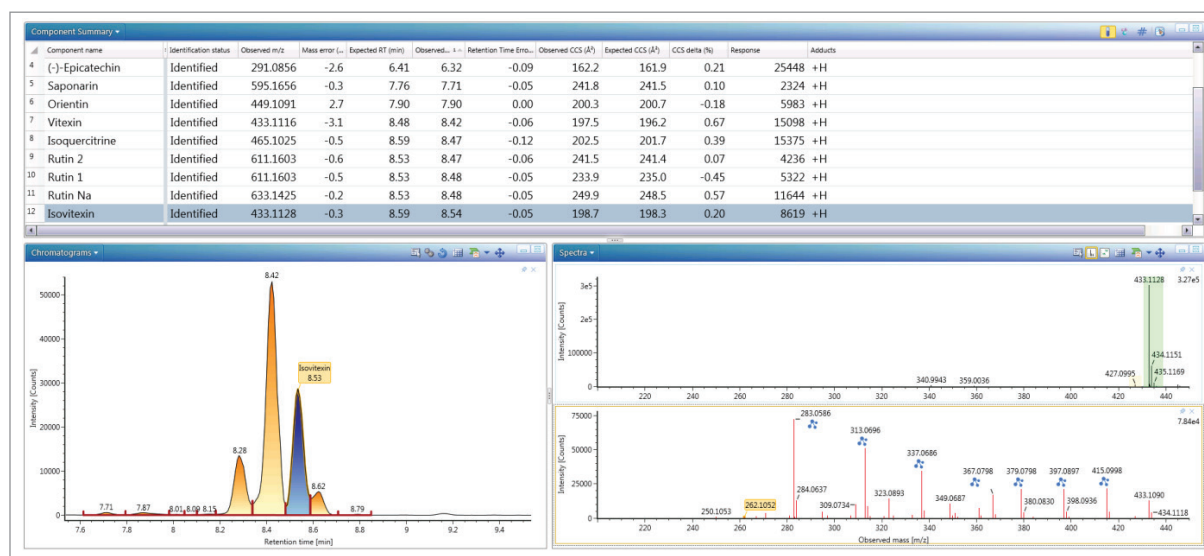 Component Summary
Component name Identification status Observed m/z Mass error (... Expected RT (min) Observed... Retention Time Erro... Observed CCS (Å²) Expected CCS (Å²) CCS delta (%) Response Adducts
4 (-)-Epicatechin Identified 291.0856 -2.6 6.41 6.32 -0.09 162.2 161.9 0.21 25448 +H
5 Saponarin Identified 595.1656 -0.3 7.76 7.71 -0.05 241.8 241.5 0.10 2324 +H
6 Orientin Identified 449.1091 2.7 7.90 7.90 0.00 200.3 200.7 -0.18 5983 +H
7 Vitexin Identified 433.1116 -3.1 8.48 8.42 -0.06 197.5 196.2 0.67 15098 +H
8 Isoquercitrine Identified 465.1025 -0.5 8.59 8.47 -0.12 202.5 201.7 0.39 15375 +H
9 Rutin 2 Identified 611.1603 -0.6 8.53 8.47 -0.06 241.5 241.4 0.07 4236 +H
10 Rutin 1 Identified 611.1603 -0.5 8.53 8.48 -0.05 233.9 235.0 -0.45 5322 +H
11 Rutin Na Identified 633.1425 -0.2 8.53 8.48 -0.05 249.9 248.5 0.57 11644 +H
12 Isovitexin Identified 433.1128 -0.3 8.59 8.54 -0.05 198.7 198.3 0.20 8619 +H
Chromatograms
8.42
50000
40000
Isovitexin
8.53
30000
20000
8.28
10000
8.62
7.71 7.87 8.01 8.09 8.15 8.79
0
7.6 7.8 8 8.2 8.4 8.6 8.8 9 9.2 9.4
Retention time [min]
Intensity [Counts]
Spectra
433.1128 3.27e5
3e5
2e5
100000
434.1151
427.0995 435.1169
340.9943 359.0036
0
220 240 260 280 300 320 340 360 380 400 420 440
Intensity [Counts]
75000
283.0586 7.84e4
313.0696
50000
337.0686
367.0798 379.0798 397.0897 415.0998
25000
284.0637 323.0893
349.0687 433.1090
250.1053 262.1052 309.0734 380.0830 398.0936 434.1118
0
220 240 260 280 300 320 340 360 380 400 420 440
Observed mass [m/z]
Intensity [Counts]